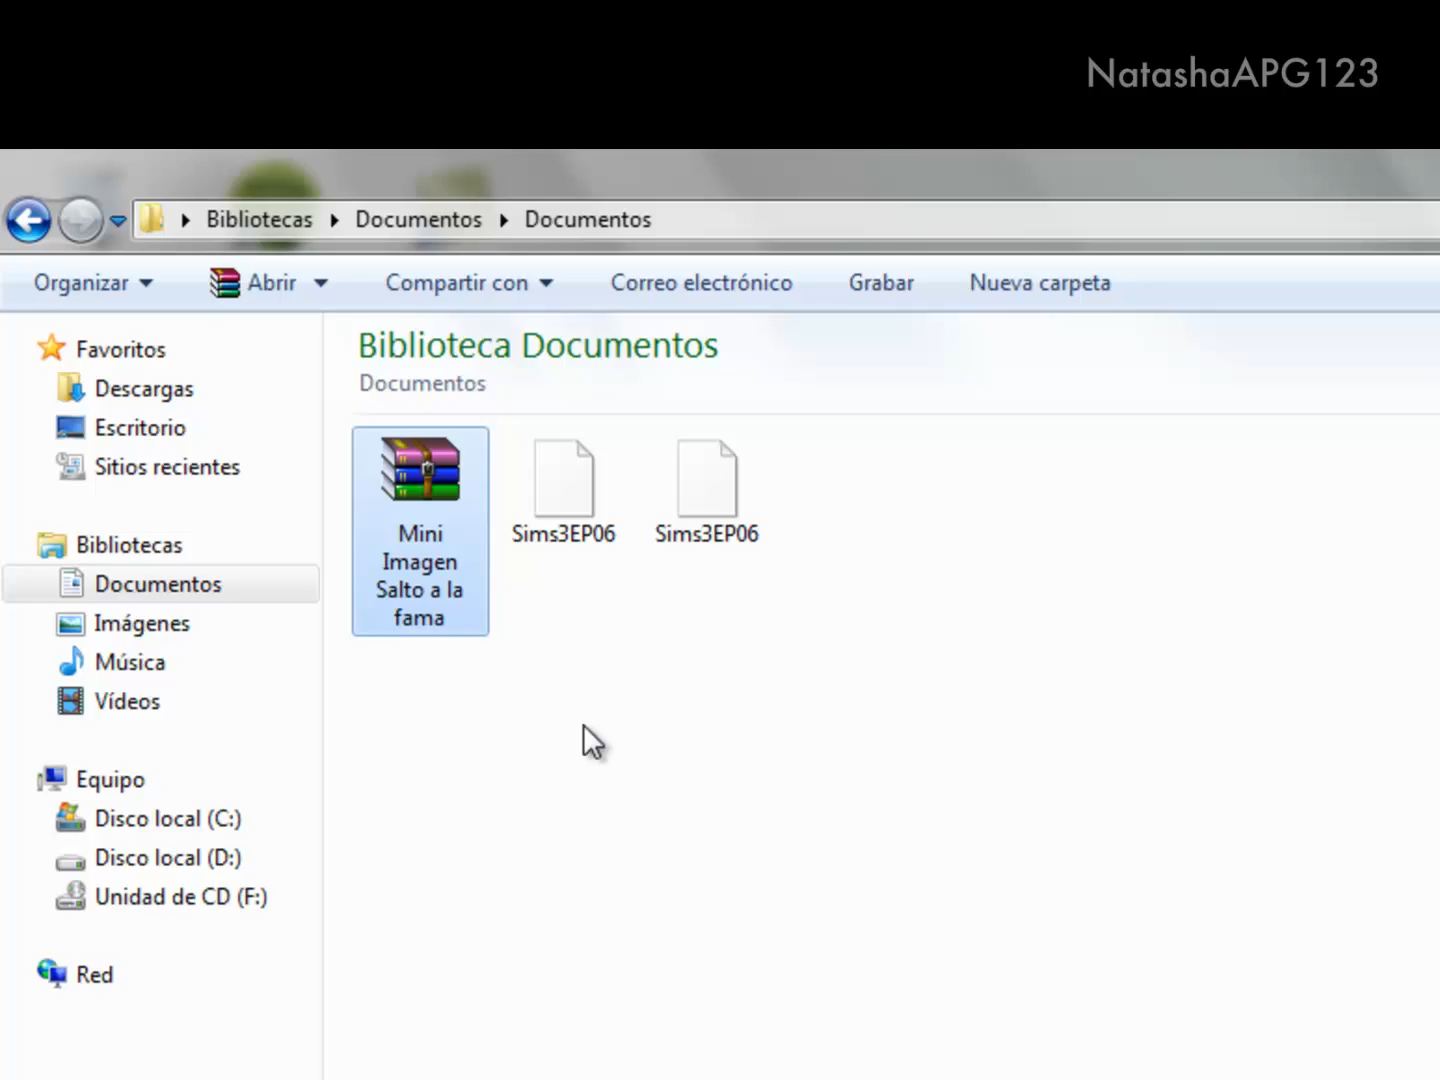 NatashaAPG123
Bibliotecas Documentos Documentos
Organizar Abrir Compartir con Correo electrónico Grabar Nueva carpeta
Favoritos
Descargas
Escritorio
Sitios recientes
Bibliotecas
Documentos
Imágenes
Música
Vídeos
Equipo
Disco local (C:)
Disco local (D:)
Unidad de CD (F:)
Red
Biblioteca Documentos
Documentos
Mini
Imagen
Salto a la
fama
Sims3EP06
Sims3EP06